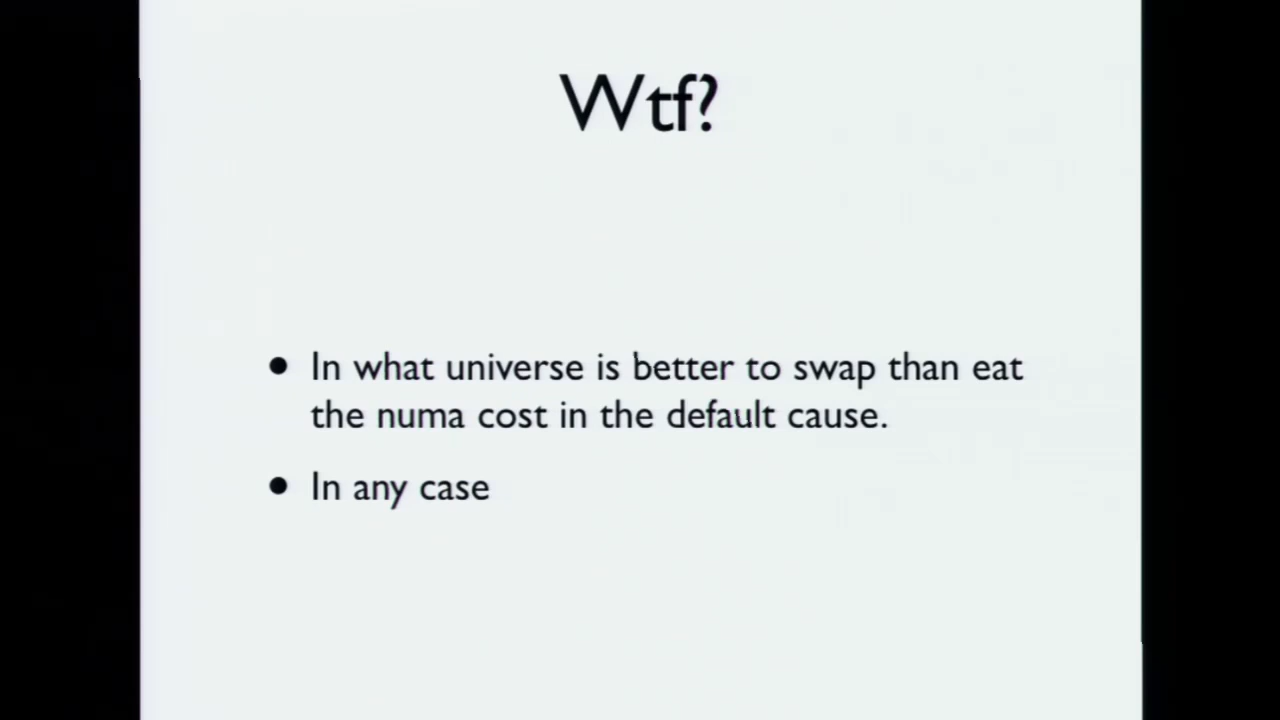 Wtf?
• In what universe is better to swap than eat
the numa cost in the default cause.
• In any case